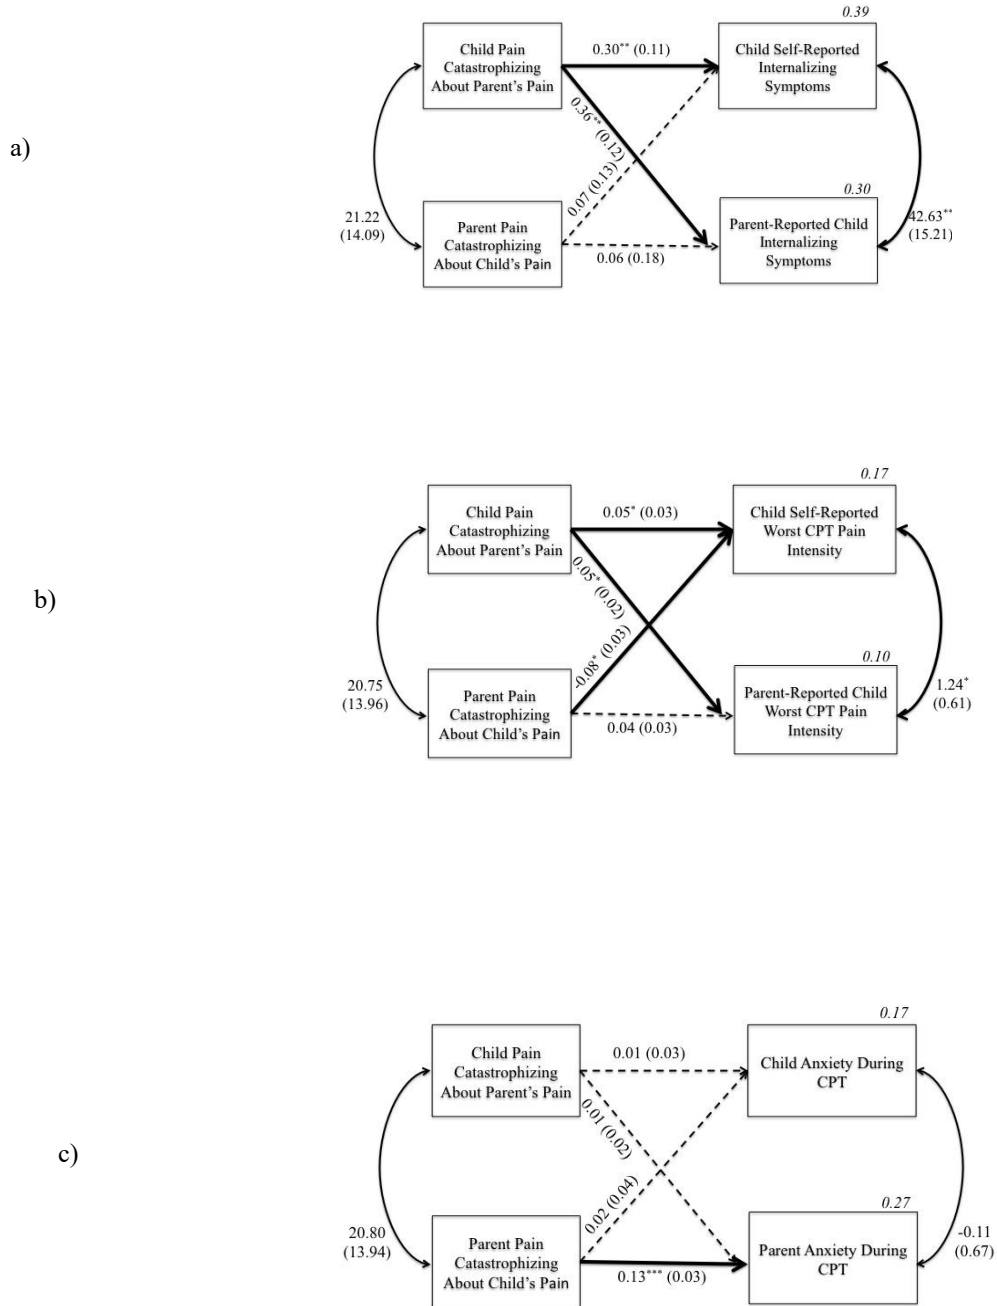 a)
0.39
Child Pain
Catastrophizing
About Parent's Pain
0.30** (0.11)
Child Self-Reported
Internalizing
Symptoms
0.36** (0.12)
0.07 (0.13)
21.22
(14.09)
0.30
Parent Pain
Catastrophizing
About Child's Pain
0.06 (0.18)
Parent-Reported Child
Internalizing
Symptoms
42.63**
(15.21)
b)
0.17
Child Pain
Catastrophizing
About Parent's Pain
0.05* (0.03)
Child Self-Reported
Worst CPT Pain
Intensity
0.05* (0.02)
-0.08* (0.03)
20.75
(13.96)
0.10
Parent Pain
Catastrophizing
About Child's Pain
0.04 (0.03)
Parent-Reported Child
Worst CPT Pain
Intensity
1.24*
(0.61)
c)
0.17
Child Pain
Catastrophizing
About Parent's Pain
0.01 (0.03)
Child Anxiety During
CPT
0.01 (0.02)
0.02 (0.04)
20.80
(13.94)
0.27
Parent Pain
Catastrophizing
About Child's Pain
0.13*** (0.03)
Parent Anxiety During
CPT
-0.11
(0.67)